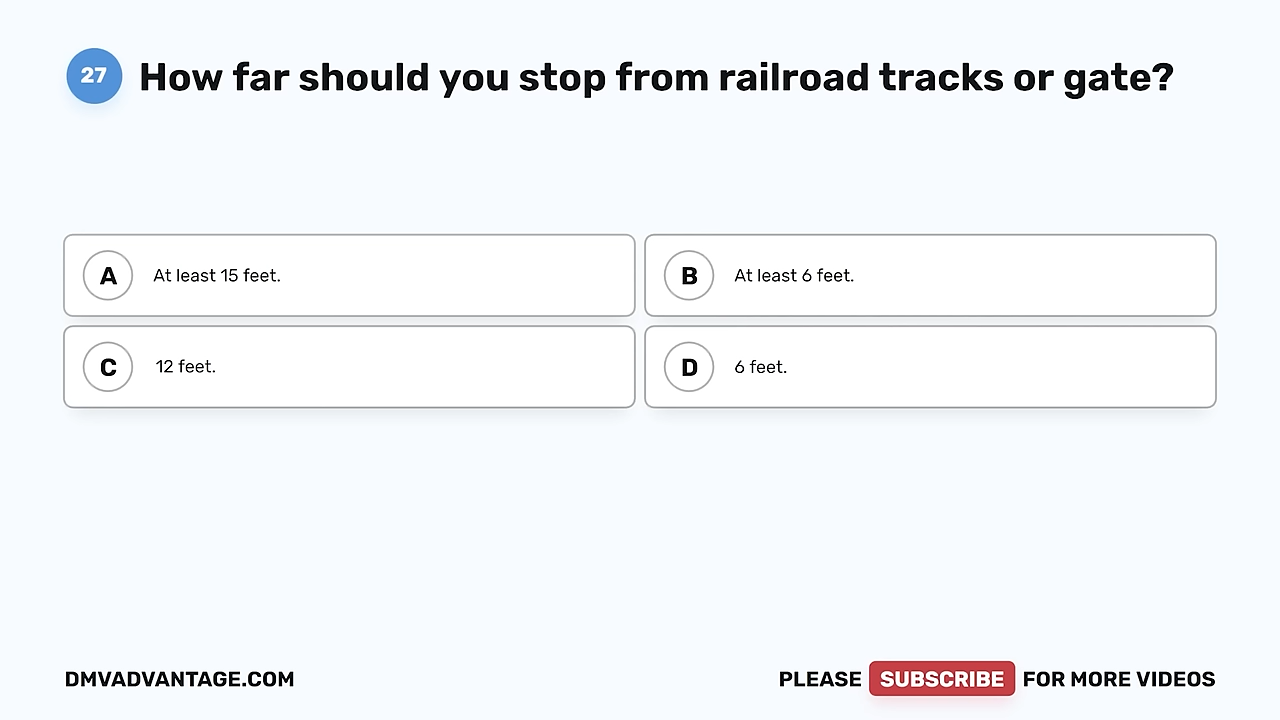 27 How far should you stop from railroad tracks or gate?
A At least 15 feet.
B At least 6 feet.
C 12 feet.
D 6 feet.
DMVADVANTAGE.COM
PLEASE SUBSCRIBE FOR MORE VIDEOS